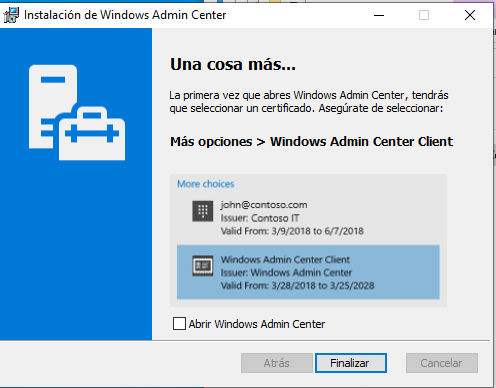 Instalación de Windows Admin Center
Una cosa más...
La primera vez que abres Windows Admin Center, tendrás
que seleccionar un certificado. Asegúrate de seleccionar:
Más opciones > Windows Admin Center Client
More choices
john@contoso.com
Issuer: Contoso IT
Valid From: 3/9/2018 to 6/7/2018
Windows Admin Center Client
Issuer: Windows Admin Center
Valid From: 3/28/2018 to 3/25/2028
Abrir Windows Admin Center
Atrás
Finalizar
Cancelar